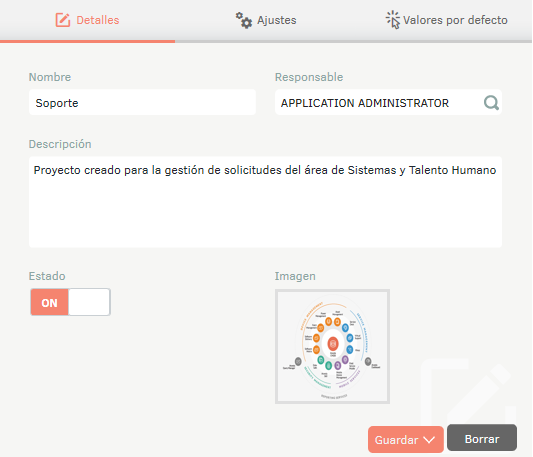 Detalles
Ajustes
Valores por defecto
Nombre
Responsable
Soporte
APPLICATION ADMINISTRATOR
Descripción
Proyecto creado para la gestión de solicitudes del área de Sistemas y Talento Humano
Estado
Imagen
ON
Guardar
Borrar